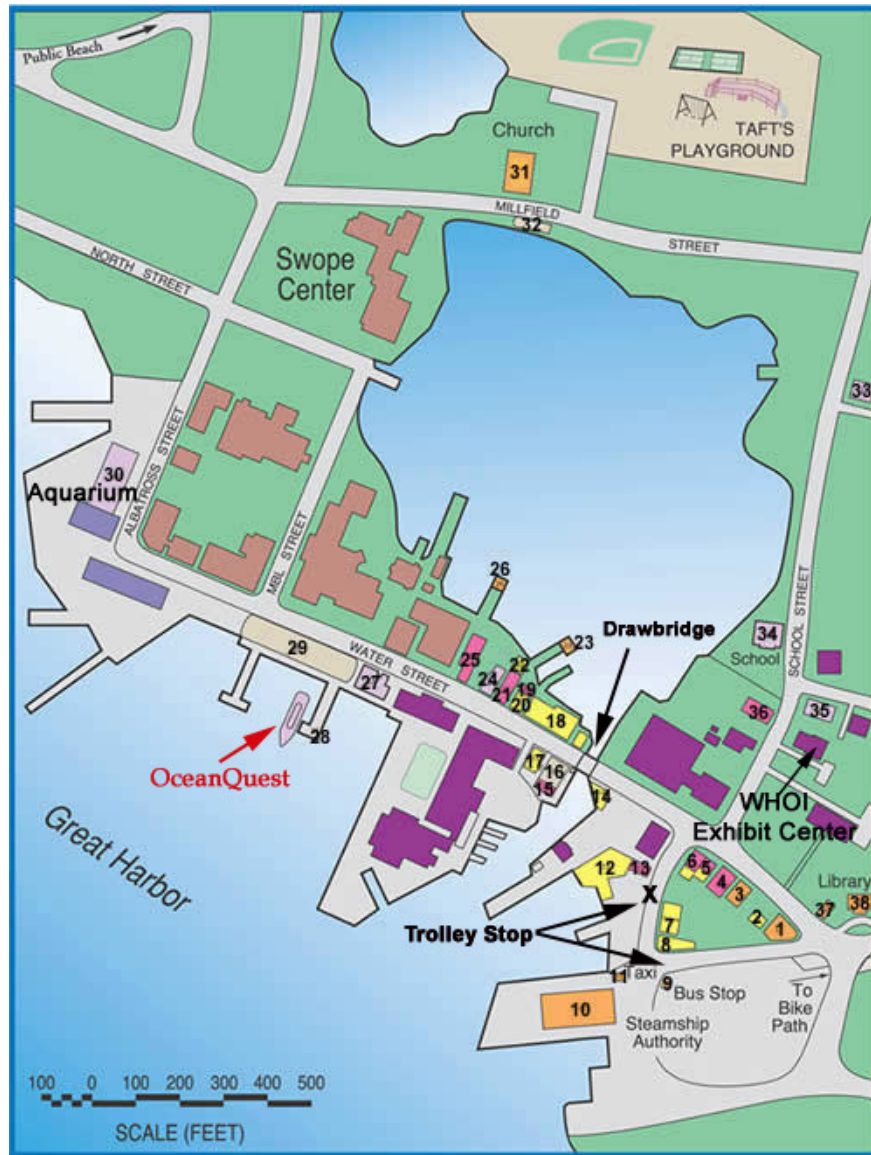 Public Beach
Church
31
TAFT'S
PLAYGROUND
MILLFIELD
STREET
32
Swope
Center
NORTH STREET
33
30
Aquarium
ALBATROSS STREET
MBL STREET
26
23
Drawbridge
34
School
SCHOOL STREET
29
WATER STREET
25
22
24
21
19
20
27
18
36
35
28
OceanQuest
17
16
15
14
WHOI
Exhibit Center
Great Harbor
12
13
6
5
4
3
2
1
Library
37
38
X
Trolley Stop
7
8
11
Taxi
9
Bus Stop
To
Bike
Path
10
Steamship
Authority
100 0 100 200 300 400 500
SCALE (FEET)